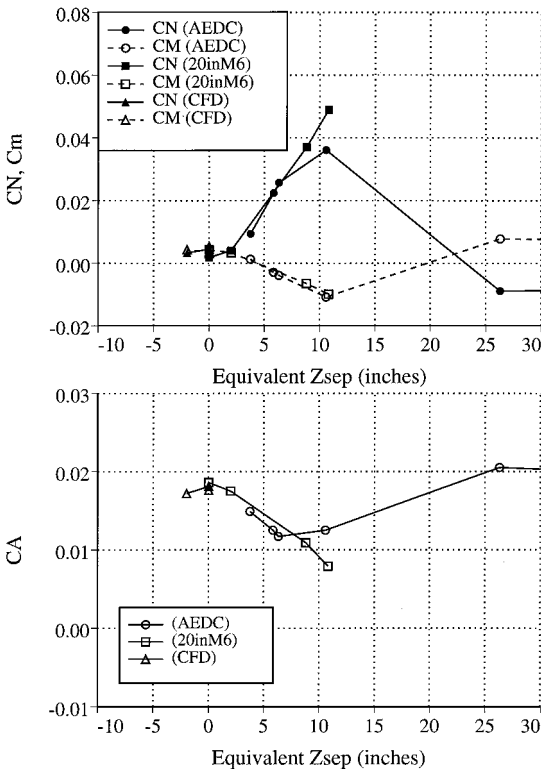 0.08
0.06
0.04
0.02
0.00
-0.02
CN, Cm
CN (AEDC)
CM (AEDC)
CN (20inM6)
CM (20inM6)
CN (CFD)
CM (CFD)
-10 -5 0 5 10 15 20 25 30
Equivalent Zsep (inches)
0.03
0.02
0.01
0.00
-0.01
CA
(AEDC)
(20inM6)
(CFD)
-10 -5 0 5 10 15 20 25 30
Equivalent Zsep (inches)